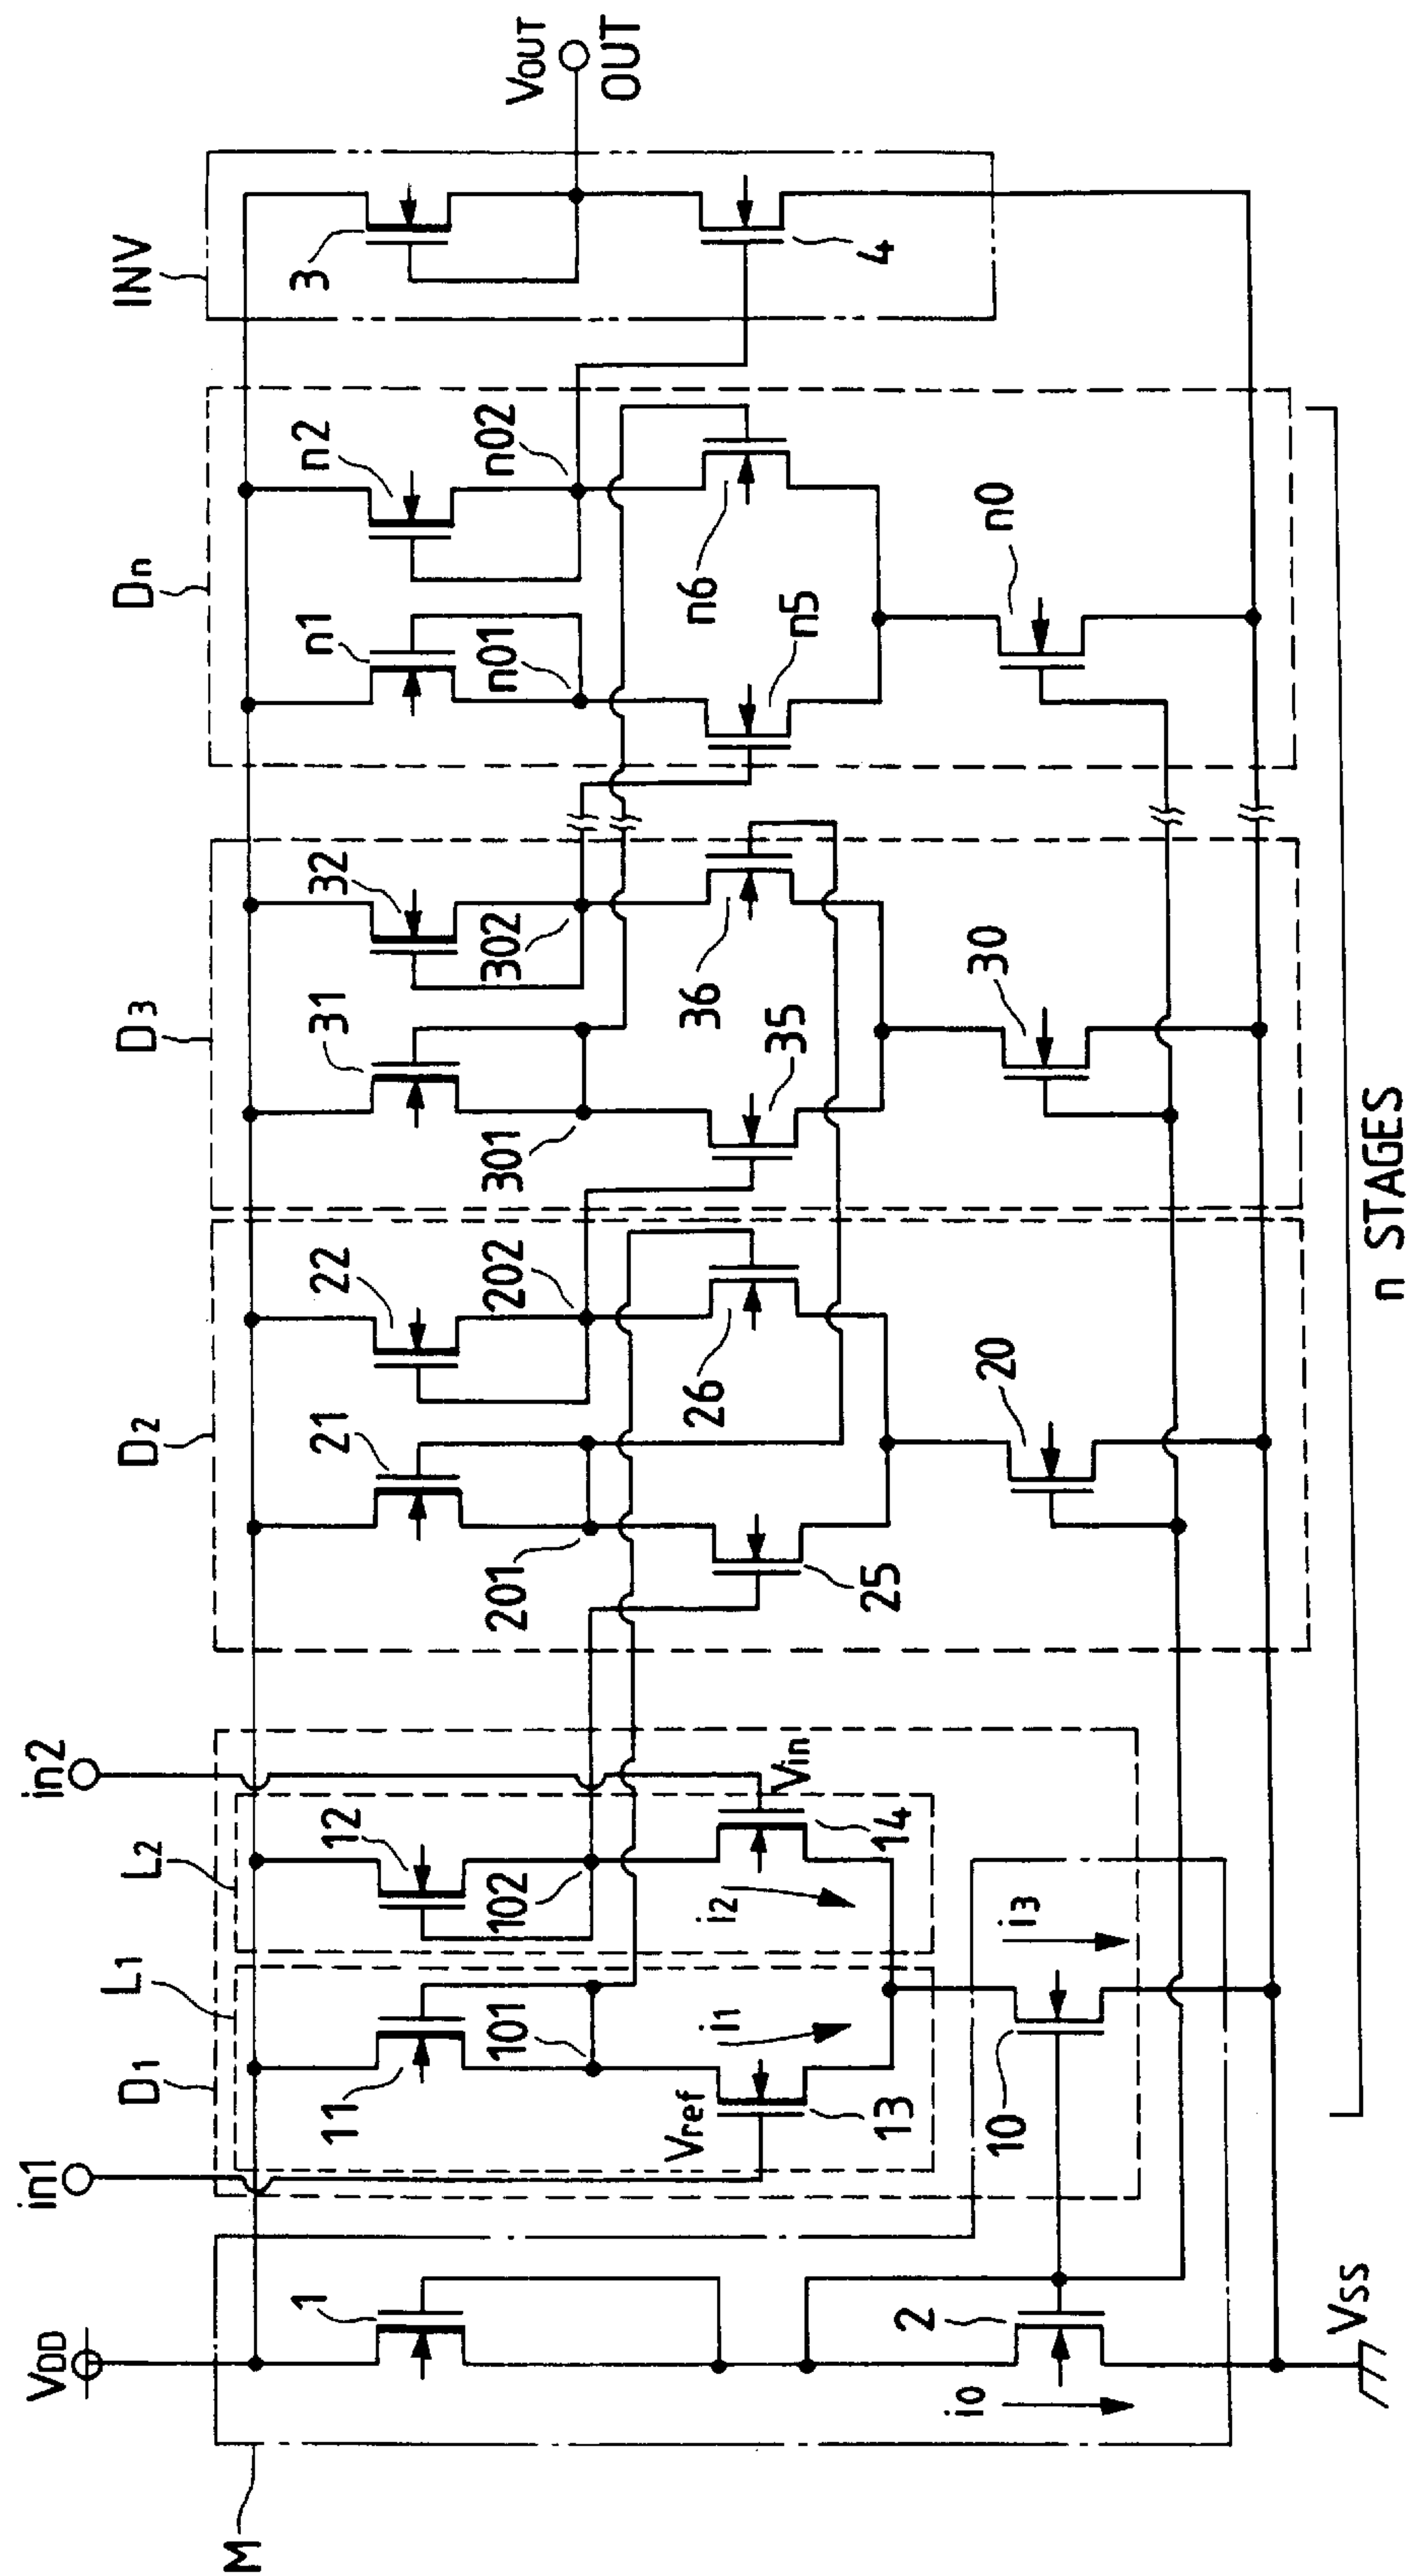 VDD
in1
in2
M
D1
L1
L2
D2
D3
Dn
INV
VOUT
OUT
1
11
12
21
22
31
32
n1
n2
3
101
102
201
202
301
302
n01
n02
Vref
Vin
i1
i2
13
14
25
26
35
36
n5
n6
4
2
i0
10
i3
20
30
n0
VSS
n STAGES